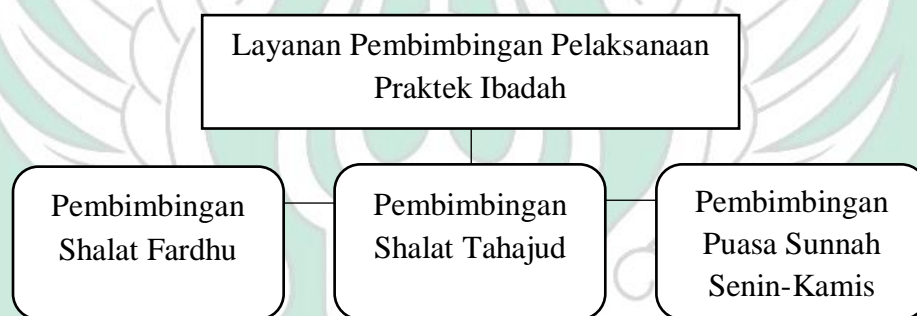 Layanan Pembimbingan Pelaksanaan
Praktek Ibadah
Pembimbingan
Shalat Fardhu
Pembimbingan
Shalat Tahajud
Pembimbingan
Puasa Sunnah
Senin-Kamis